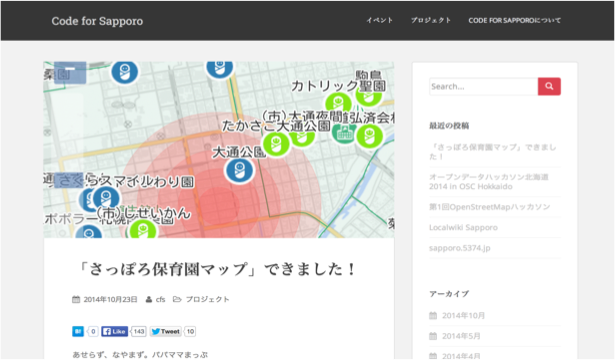 Code for Sapporo
イベント
プロジェクト
CODE FOR SAPPOROについて
桑園
駒島
カトリック聖園
(市)大通夜間
弘済会
たかさご大通公園
大通公園
さくらスマイルわり園
(市)しせいかん
ポポラー札幌
「さっぽろ保育園マップ」できました！
2014年10月23日 cfs プロジェクト
B! 0 Like 143 Tweet 10
あせらず、なやまず。パパママまっぷ
Search...
最近の投稿
「さっぽろ保育園マップ」できまし
た！
オープンデータハッカソン北海道
2014 in OSC Hokkaido
第1回OpenStreetMapハッカソン
Localwiki Sapporo
sapporo.5374.jp
アーカイブ
2014年10月
2014年5月
2014年4月